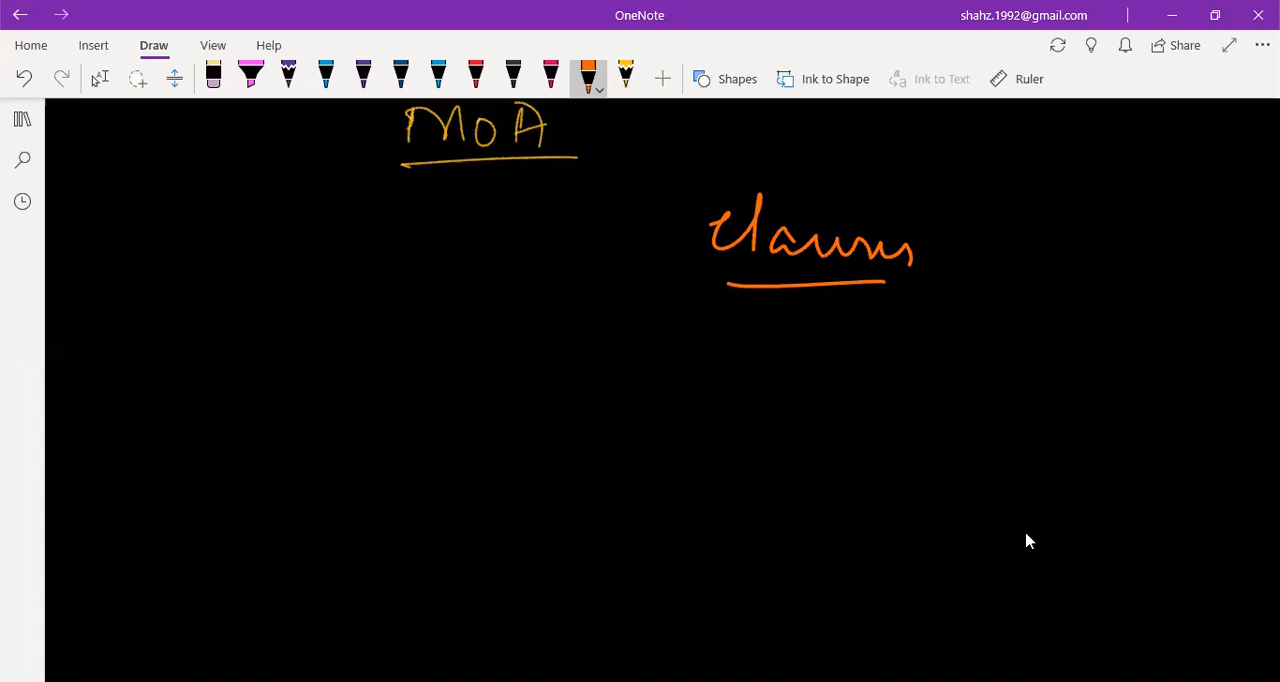 OneNote
shahz.1992@gmail.com
Home Insert Draw View Help
Share
Shapes Ink to Shape Ink to Text Ruler
MOA
clauses